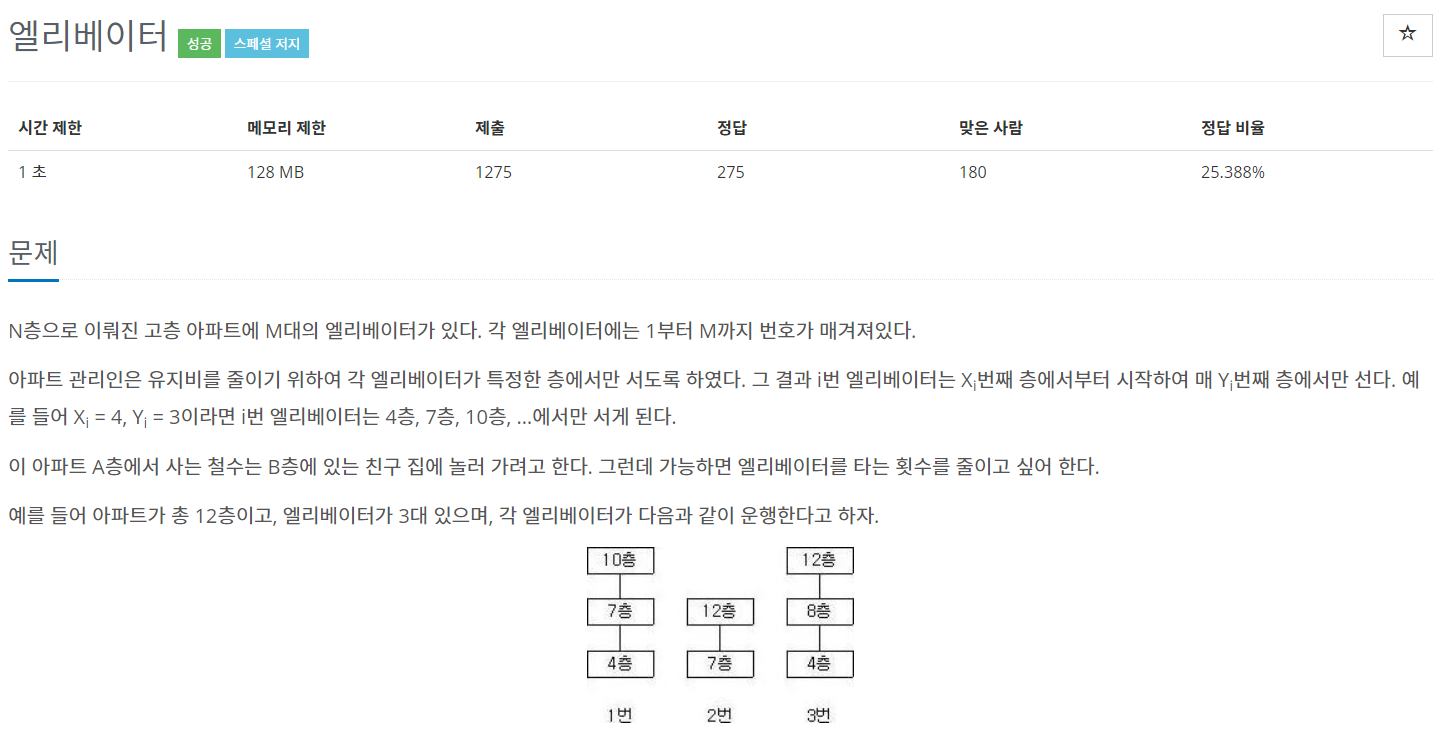 엘리베이터 성공 스페셜 저지
☆
시간 제한 메모리 제한 제출 정답 맞은 사람 정답 비율
1 초 128 MB 1275 275 180 25.388%
문제
N층으로 이뤄진 고층 아파트에 M대의 엘리베이터가 있다. 각 엘리베이터에는 1부터 M까지 번호가 매겨져있다.
아파트 관리인은 유지비를 줄이기 위하여 각 엘리베이터가 특정한 층에서만 서도록 하였다. 그 결과 i번 엘리베이터는 Xi번째 층에서부터 시작하여 매 Yi번째 층에서만 선다. 예
를 들어 Xi = 4, Yi = 3이라면 i번 엘리베이터는 4층, 7층, 10층, ...에서만 서게 된다.
이 아파트 A층에서 사는 철수는 B층에 있는 친구 집에 놀러 가려고 한다. 그런데 가능하면 엘리베이터를 타는 횟수를 줄이고 싶어 한다.
예를 들어 아파트가 총 12층이고, 엘리베이터가 3대 있으며, 각 엘리베이터가 다음과 같이 운행한다고 하자.
10층 12층
7층 12층 8층
4층 7층 4층
1번 2번 3번